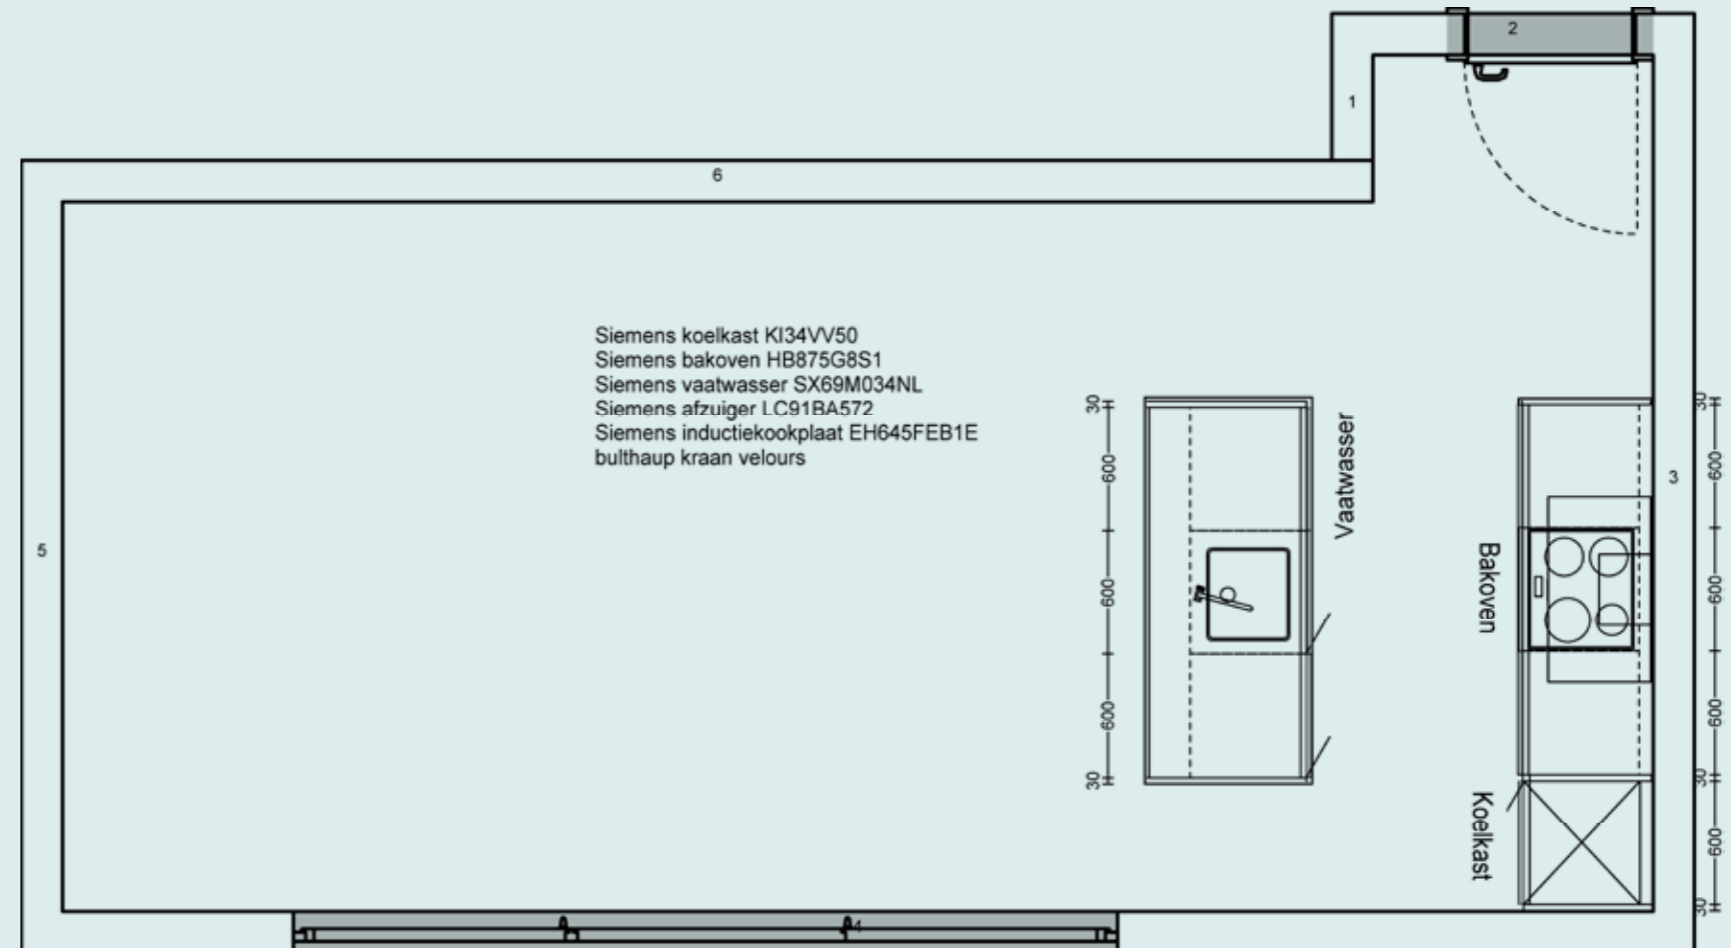 2
1
6
Siemens koelkast KI34VV50
Siemens bakoven HB875G8S1
Siemens vaatwasser SX69M034NL
Siemens afzuiger LC91BA572
Siemens inductiekookplaat EH645FEB1E
bulthaup kraan velours
5
30
600
600
600
30
Vaatwasser
Bakoven
Koelkast
3
30
600
600
600
30
600
30
4